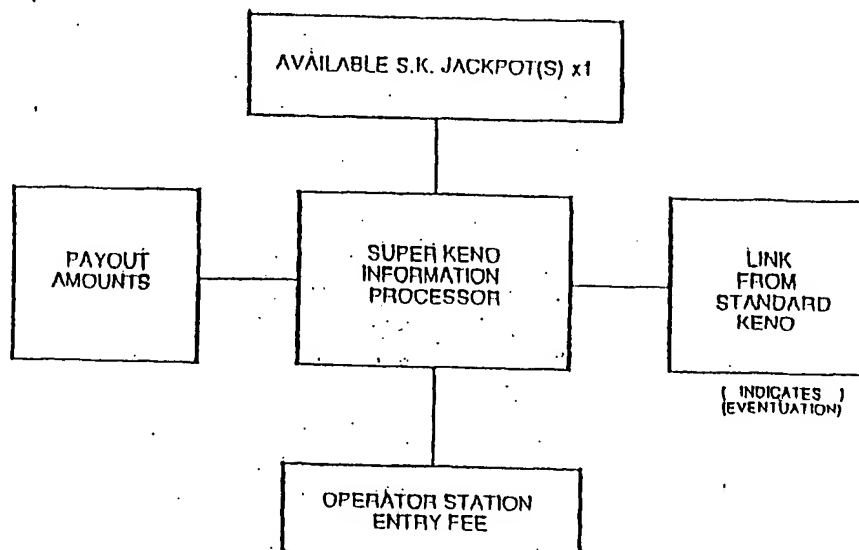 AVAILABLE S.K. JACKPOT(S) x1
PAYOUT
AMOUNTS
SUPER KENO
INFORMATION
PROCESSOR
LINK
FROM
STANDARD
KENO
( INDICATES )
(EVENTUATION)
OPERATOR STATION
ENTRY FEE